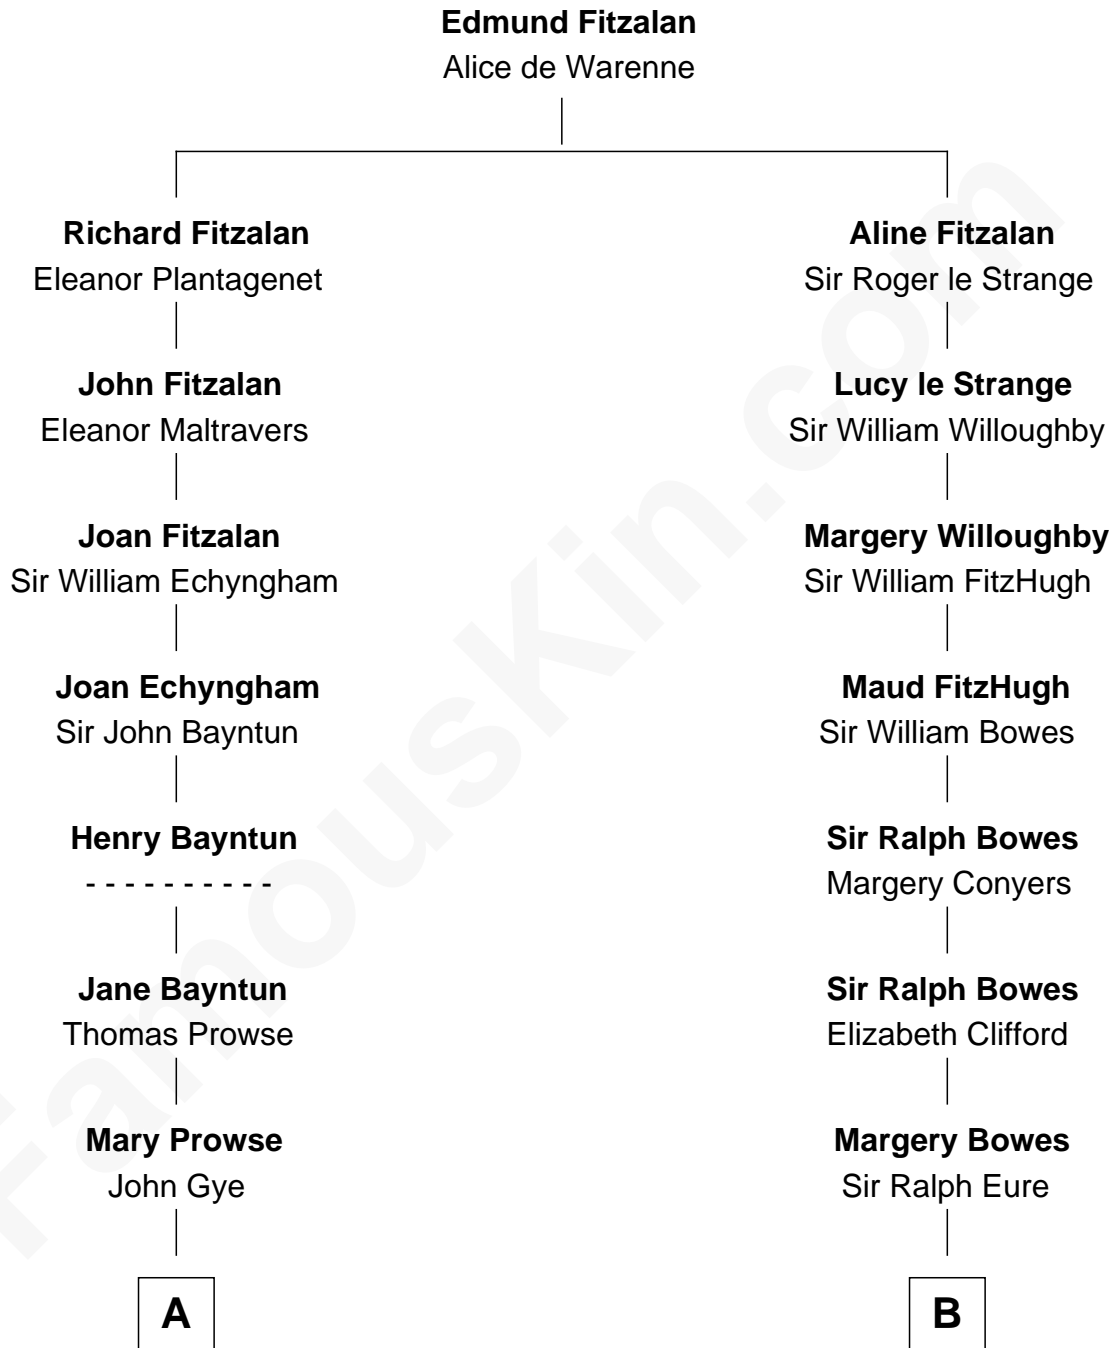 Edmund Fitzalan
Alice de Warenne
Richard Fitzalan
Eleanor Plantagenet
Aline Fitzalan
Sir Roger le Strange
John Fitzalan
Eleanor Maltravers
Lucy le Strange
Sir William Willoughby
Joan Fitzalan
Sir William Echyngham
Margery Willoughby
Sir William FitzHugh
Joan Echyngham
Sir John Bayntun
Maud FitzHugh
Sir William Bowes
Henry Bayntun
- - - - - - - - - -
Sir Ralph Bowes
Margery Conyers
Jane Bayntun
Thomas Prowse
Sir Ralph Bowes
Elizabeth Clifford
Mary Prowse
John Gye
Margery Bowes
Sir Ralph Eure
A
B
FamousKin.com